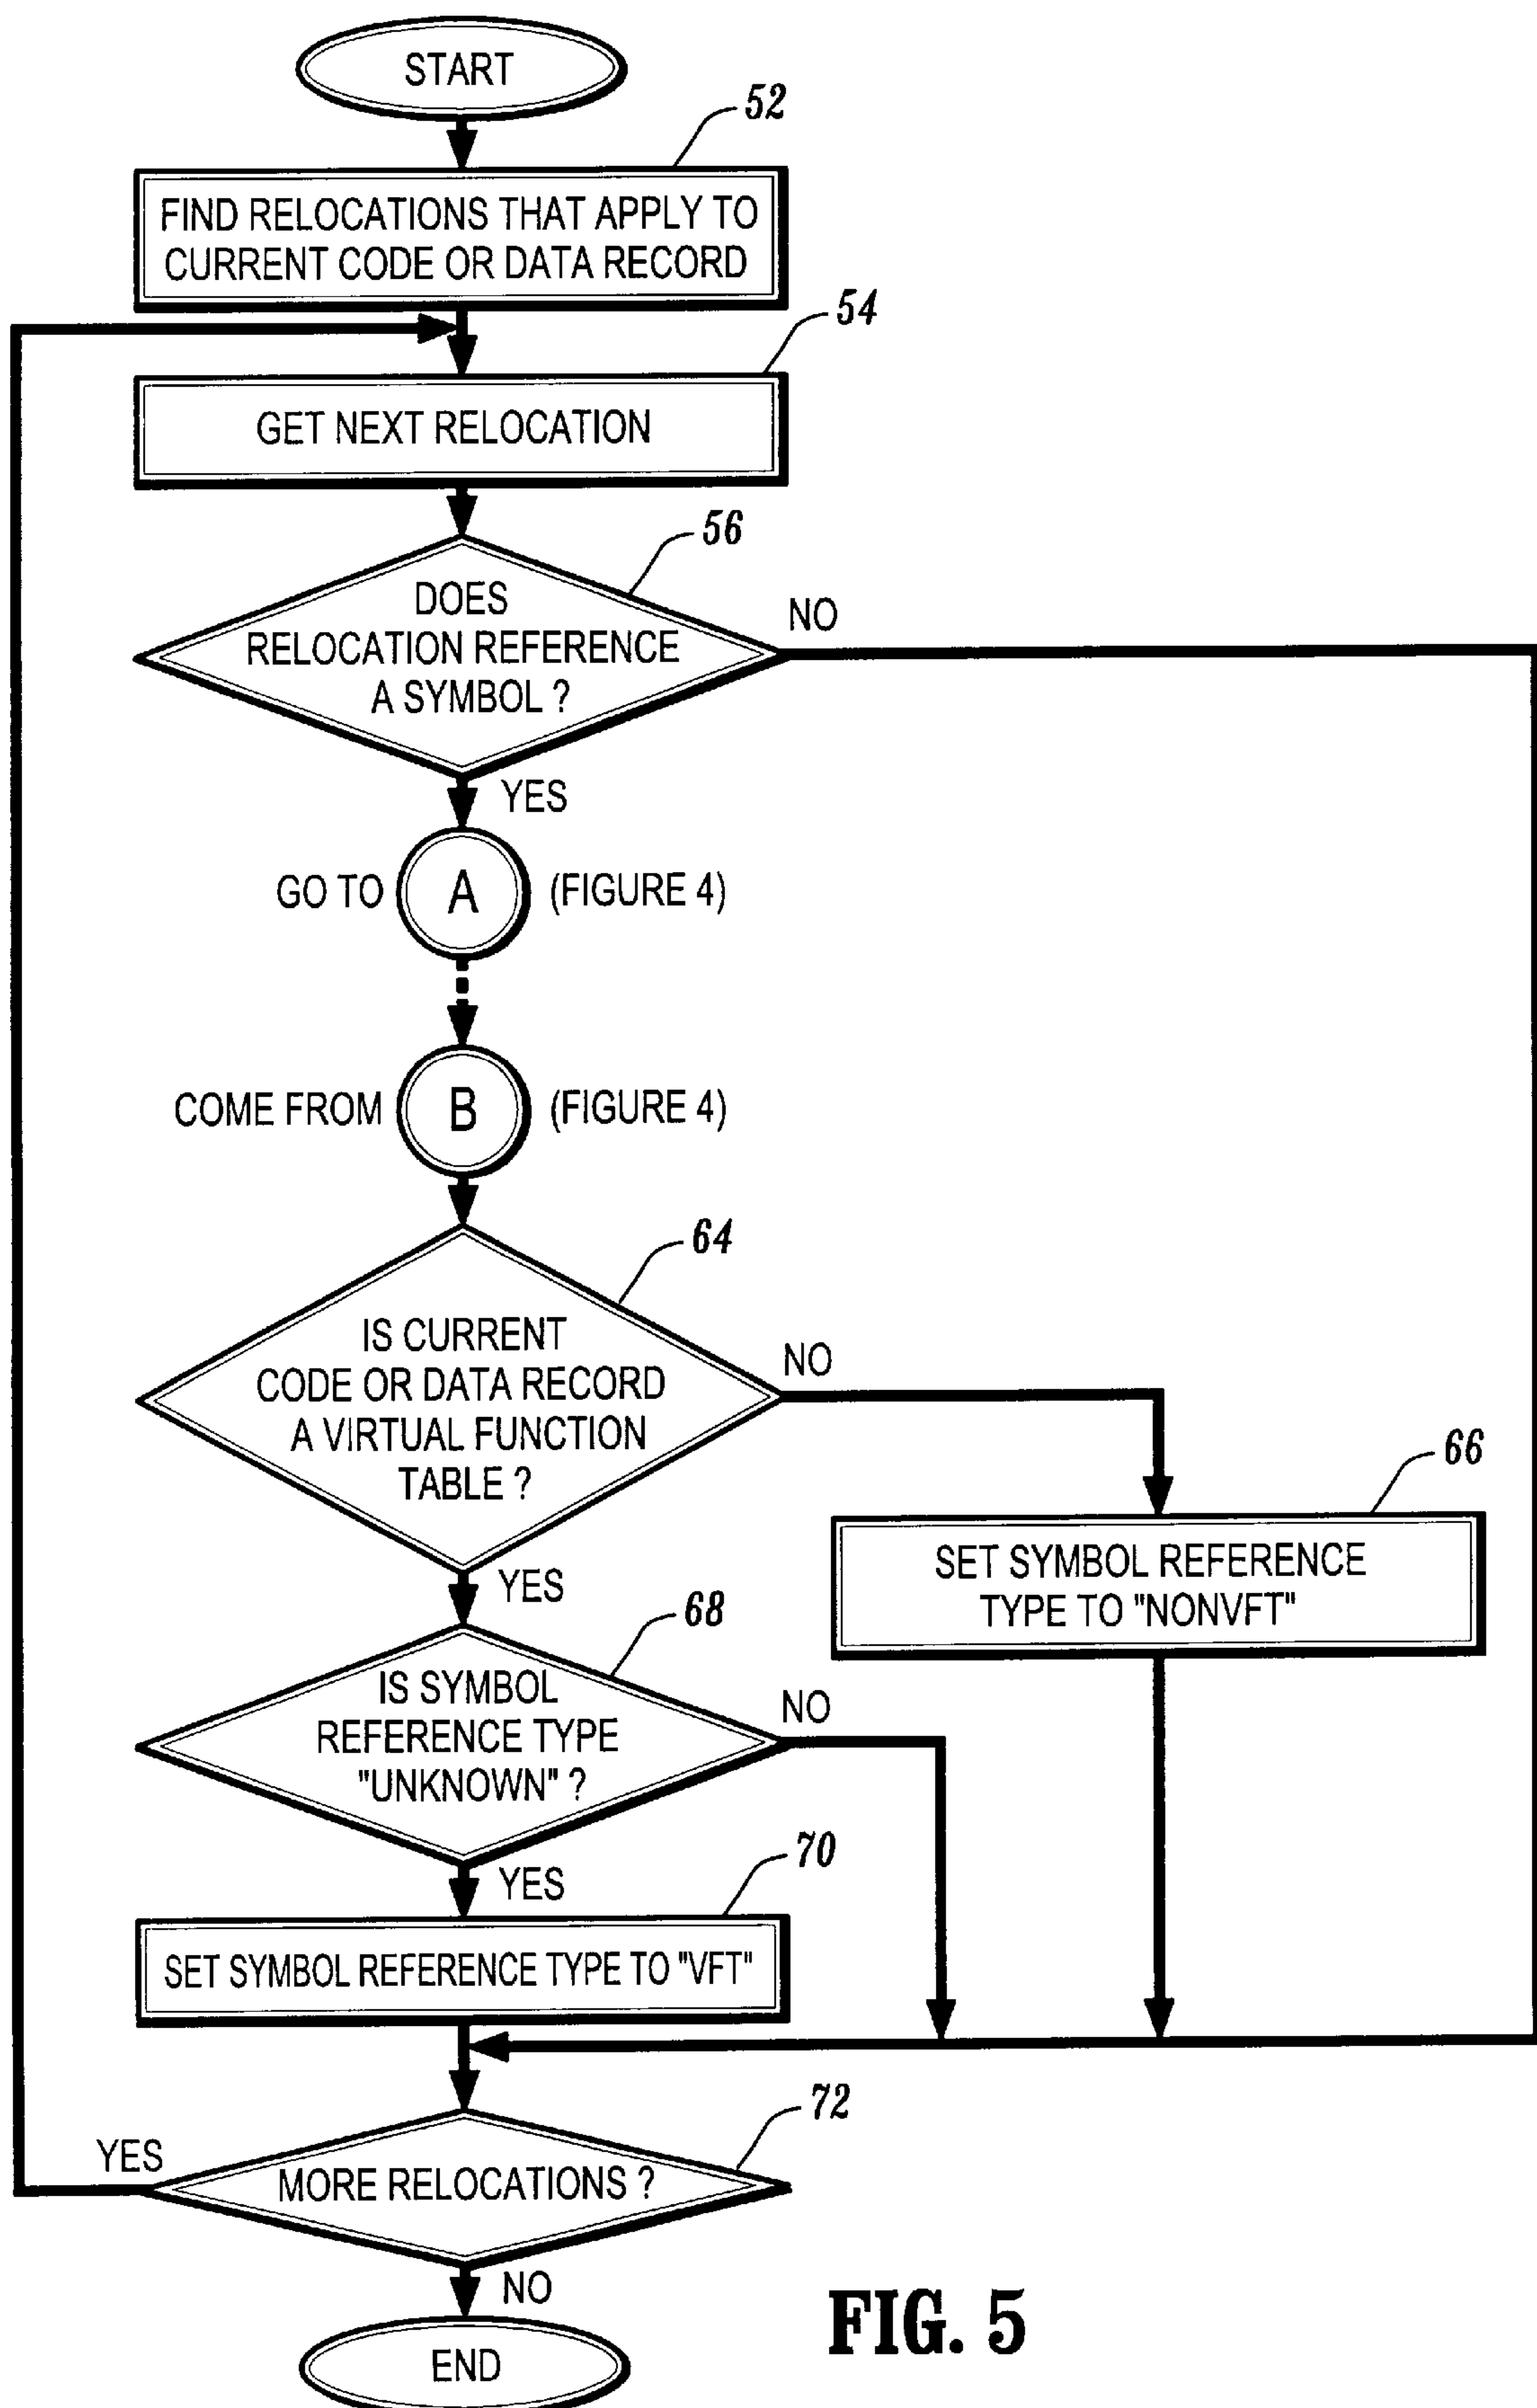 START
52
FIND RELOCATIONS THAT APPLY TO
CURRENT CODE OR DATA RECORD
54
GET NEXT RELOCATION
56
DOES
RELOCATION REFERENCE
A SYMBOL ?
NO
YES
GO TO A (FIGURE 4)
COME FROM B (FIGURE 4)
64
IS CURRENT
CODE OR DATA RECORD
A VIRTUAL FUNCTION
TABLE ?
NO
YES
66
SET SYMBOL REFERENCE
TYPE TO "NONVFT"
68
IS SYMBOL
REFERENCE TYPE
"UNKNOWN" ?
NO
YES
70
SET SYMBOL REFERENCE TYPE TO "VFT"
72
YES
MORE RELOCATIONS ?
NO
END
FIG. 5